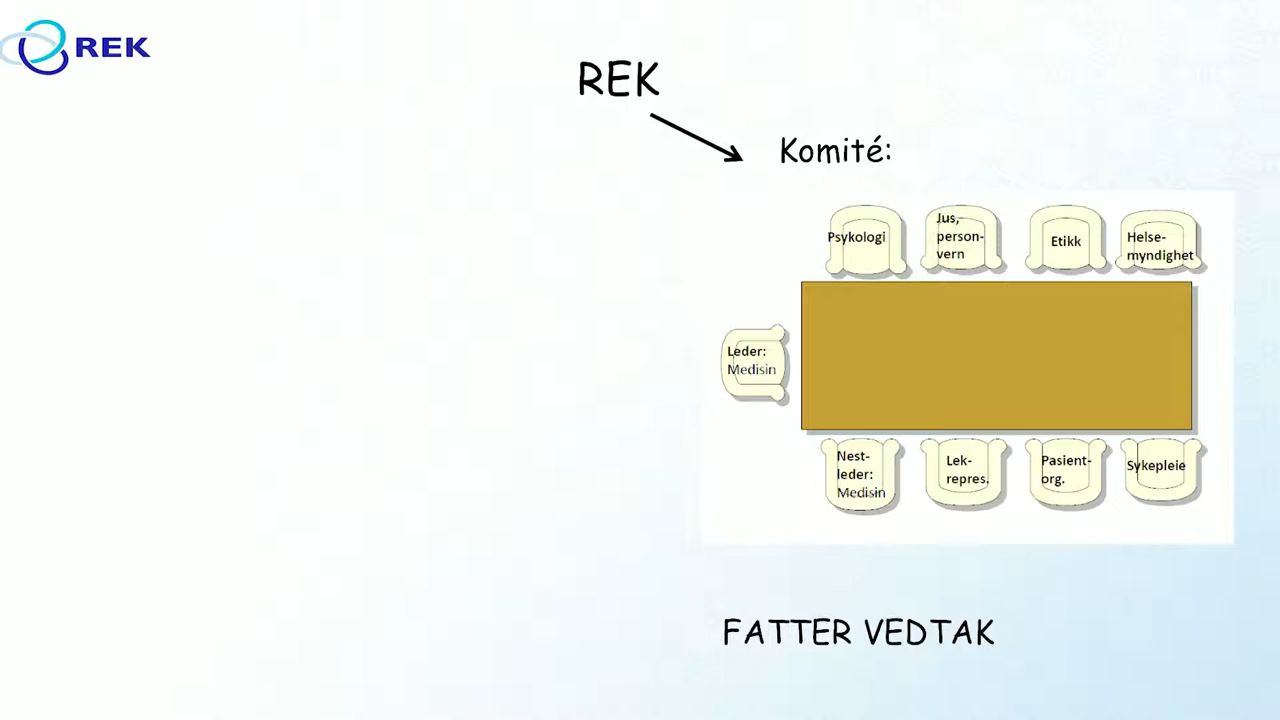 REK
REK
Komité:
Psykologi
Jus,
person-
vern
Etikk
Helse-
myndighet
Leder:
Medisin
Nest-
leder:
Medisin
Lek-
repres.
Pasient-
org.
Sykepleie
FATTER VEDTAK